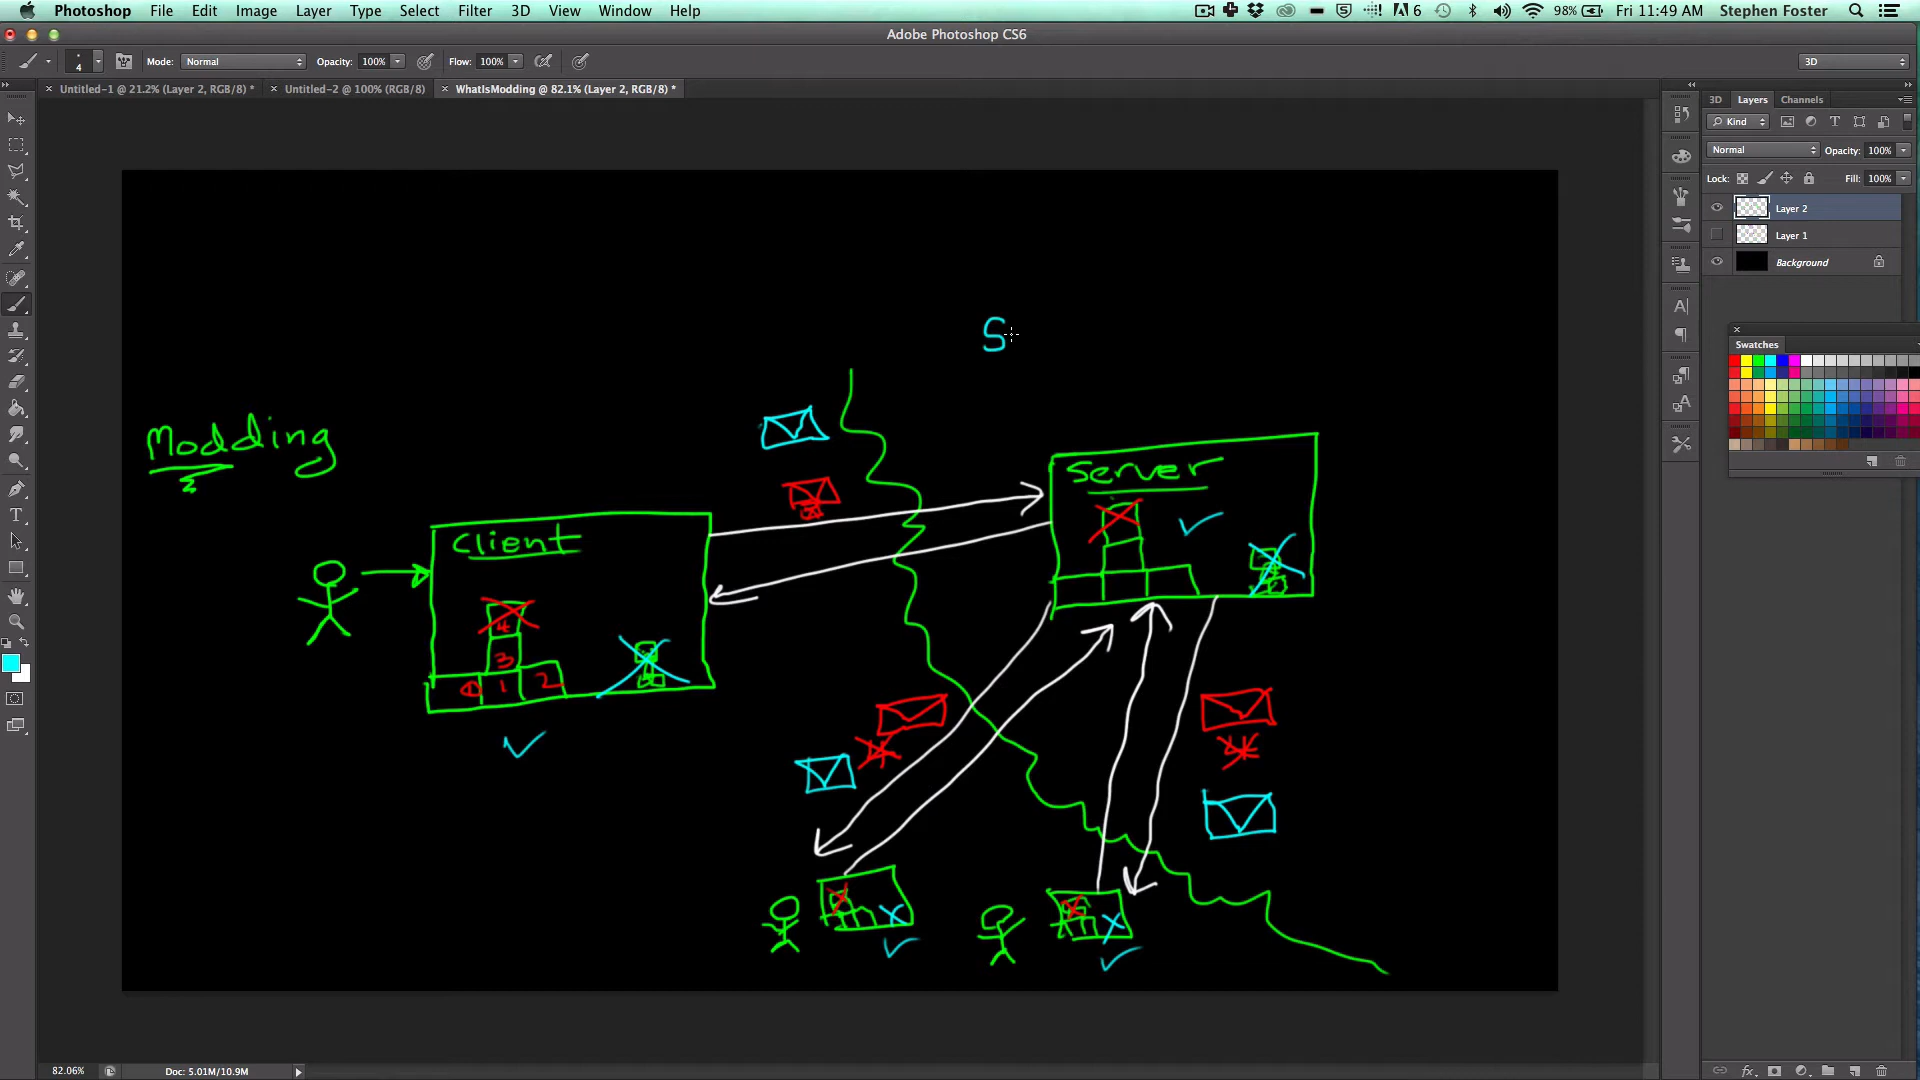 Photoshop File Edit Image Layer Type Select Filter 3D View Window Help
6 98% Fri 11:49 AM Stephen Foster
Adobe Photoshop CS6
4 Mode: Normal Opacity: 100% Flow: 100% 3D
Untitled-1 @ 21.2% (Layer 2, RGB/8) * Untitled-2 @ 100% (RGB/8) WhatIsModding @ 82.1% (Layer 2, RGB/8) *
3D Layers Channels
Kind
Normal Opacity: 100%
Lock: Fill: 100%
Layer 2
Layer 1
Background
Swatches
S
Modding
Server
Client
4
3
1 2
82.06% Doc: 5.01M/10.9M